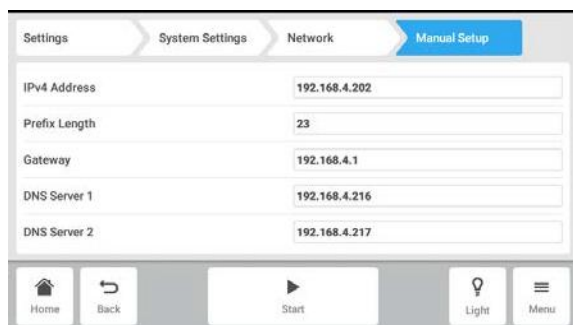 Settings System Settings Network Manual Setup
IPv4 Address 192.168.4.202
Prefix Length 23
Gateway 192.168.4.1
DNS Server 1 192.168.4.216
DNS Server 2 192.168.4.217
Home Back Start Light Menu